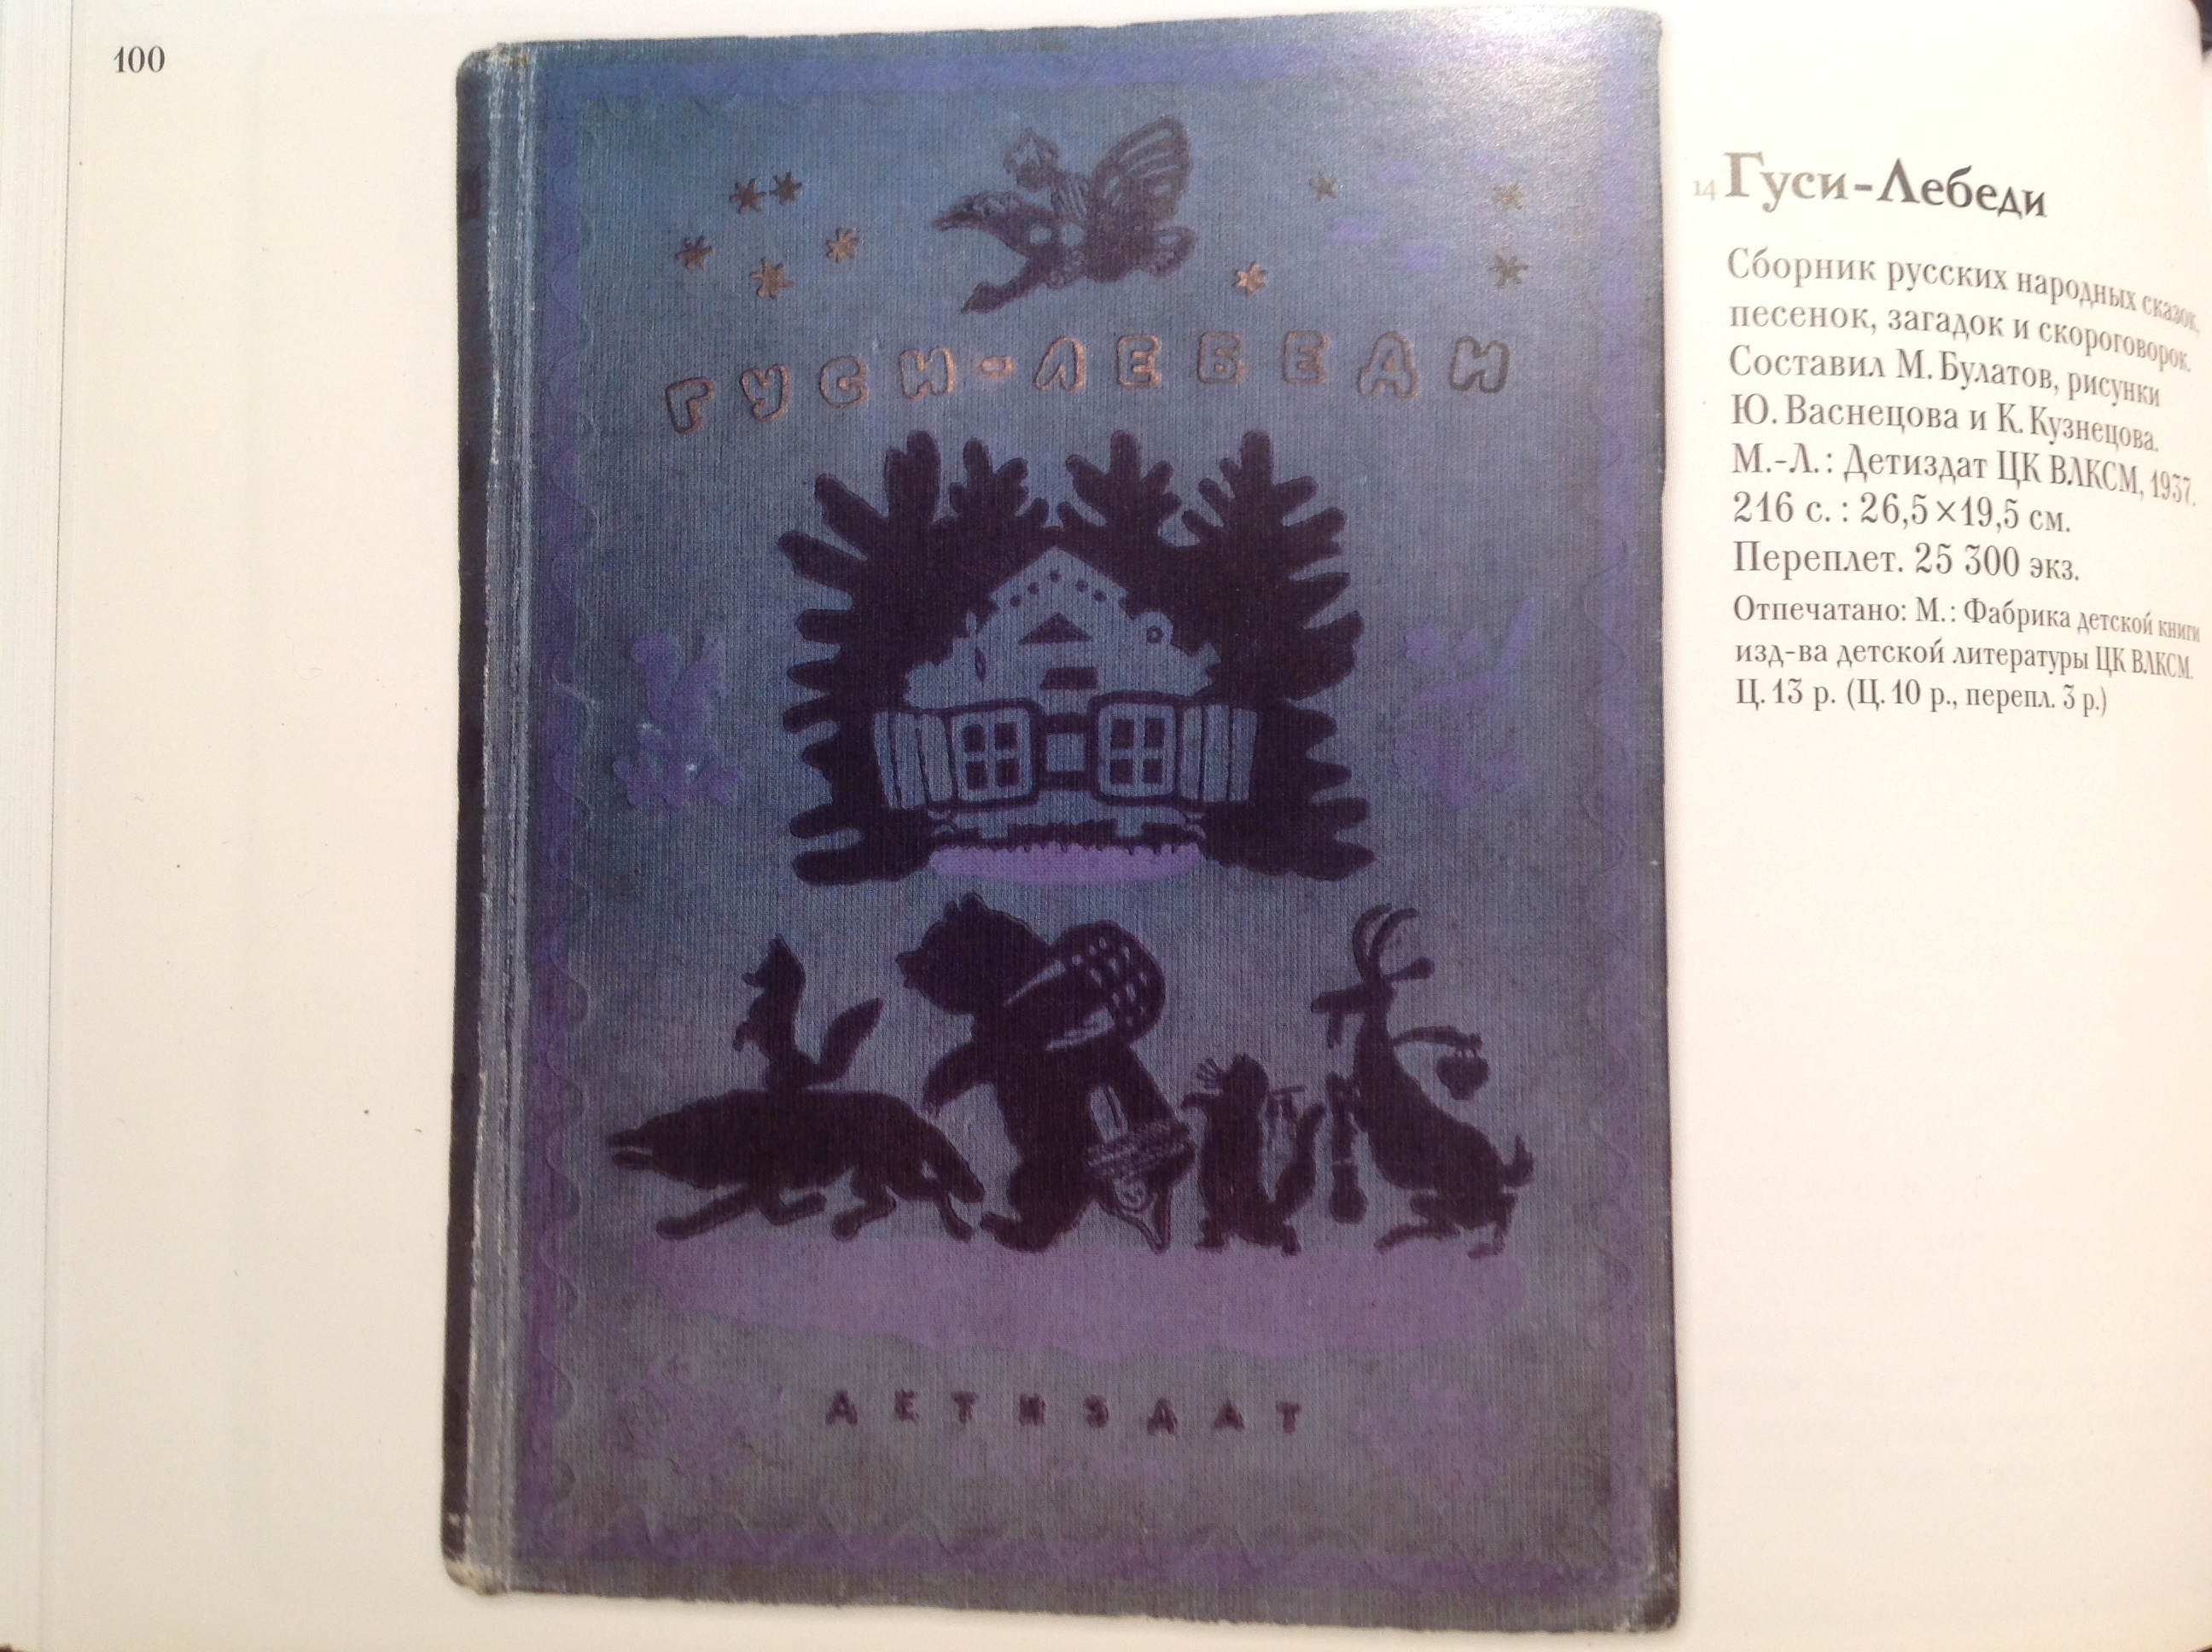 100
ГУСИ-ЛЕБЕДИ
ДЕТИЗДАТ
14 Гуси-Лебеди
Сборник русских народных сказок,
песенок, загадок и скороговорок.
Составил М. Булатов, рисунки
Ю. Васнецова и К. Кузнецова.
М.-Л.: Детиздат ЦК ВЛКСМ, 1937.
216 с. : 26,5×19,5 см.
Переплет. 25 300 экз.
Отпечатано: М.: Фабрика детской книги
изд-ва детской литературы ЦК ВЛКСМ.
Ц. 13 р. (Ц. 10 р., перепл. 3 р.)